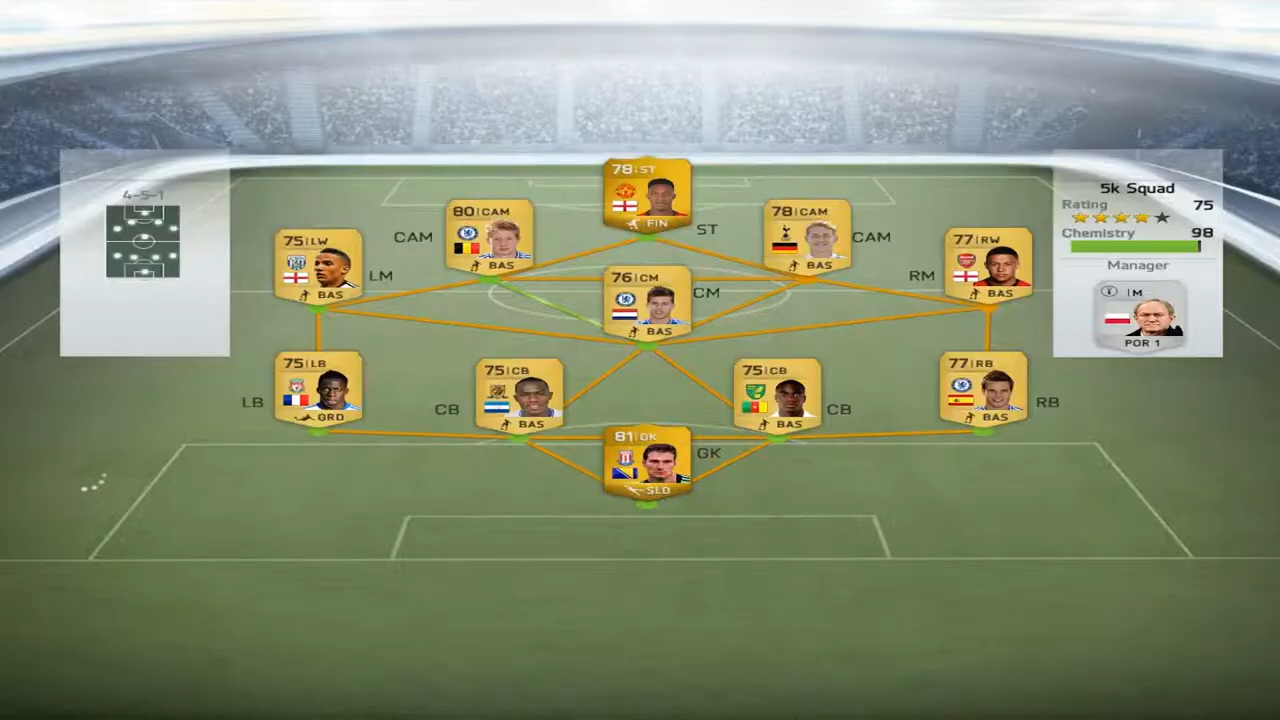 4-5-1
78 | ST
FIN
ST
80 | CAM
BAS
CAM
78 | CAM
BAS
CAM
75 | LW
BAS
LM
76 | CM
BAS
CM
77 | RW
BAS
RM
75 | LB
GRD
LB
75 | CB
BAS
CB
75 | CB
BAS
CB
77 | RB
BAS
RB
81 | GK
SLD
GK
5k Squad
Rating 75
Chemistry 98
Manager
| M
POR 1